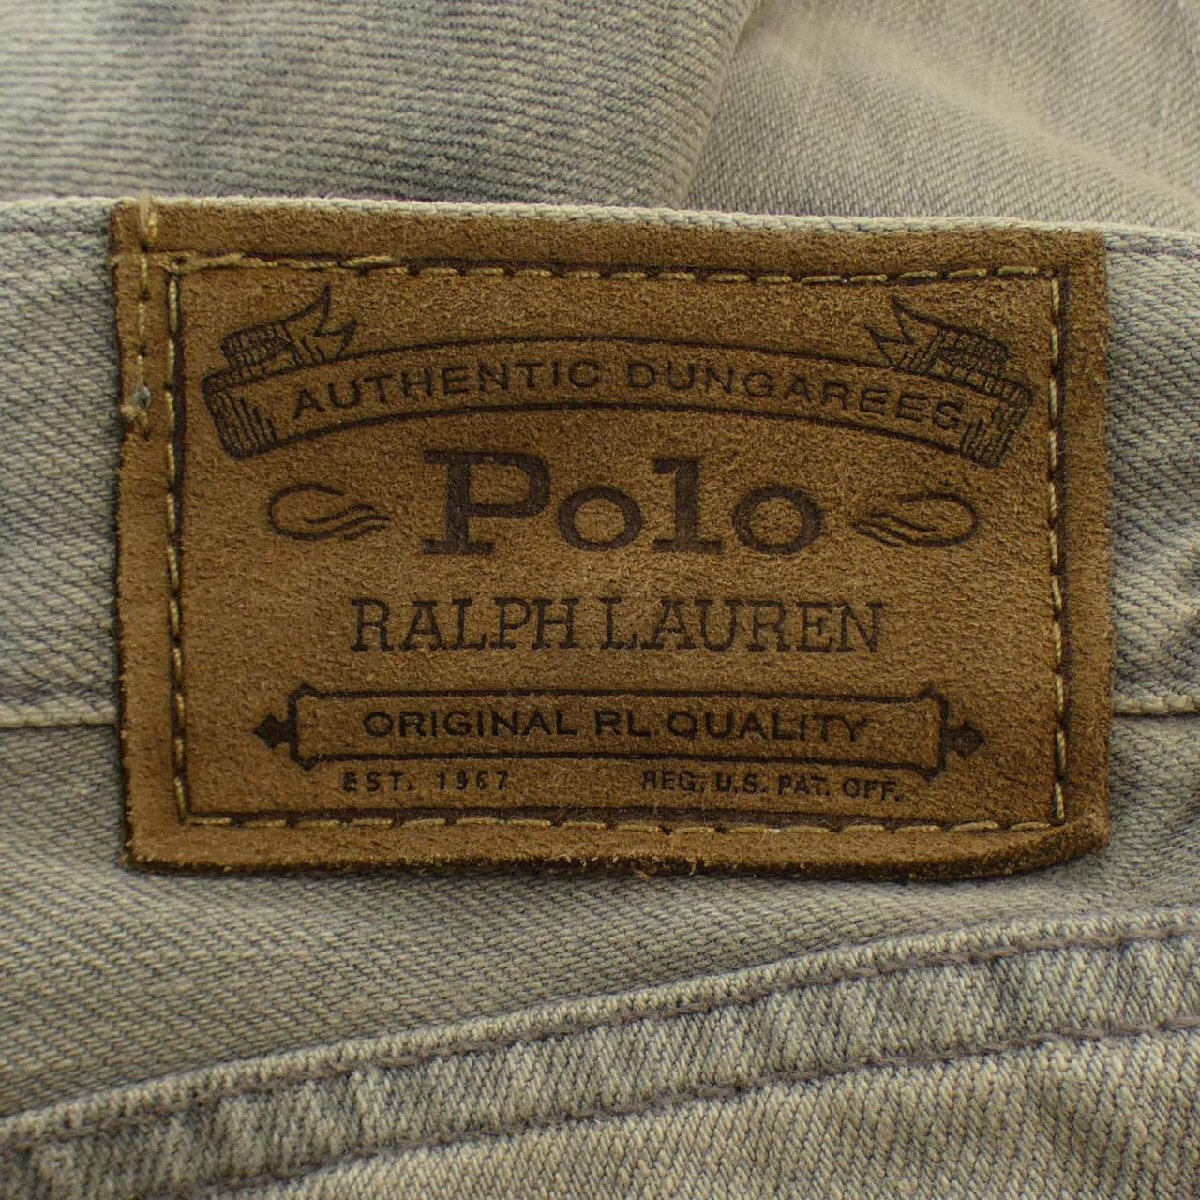 AUTHENTIC DUNGAREES
Polo
RALPH LAUREN
ORIGINAL RL QUALITY
EST. 1967 REG. U.S. PAT. OFF.